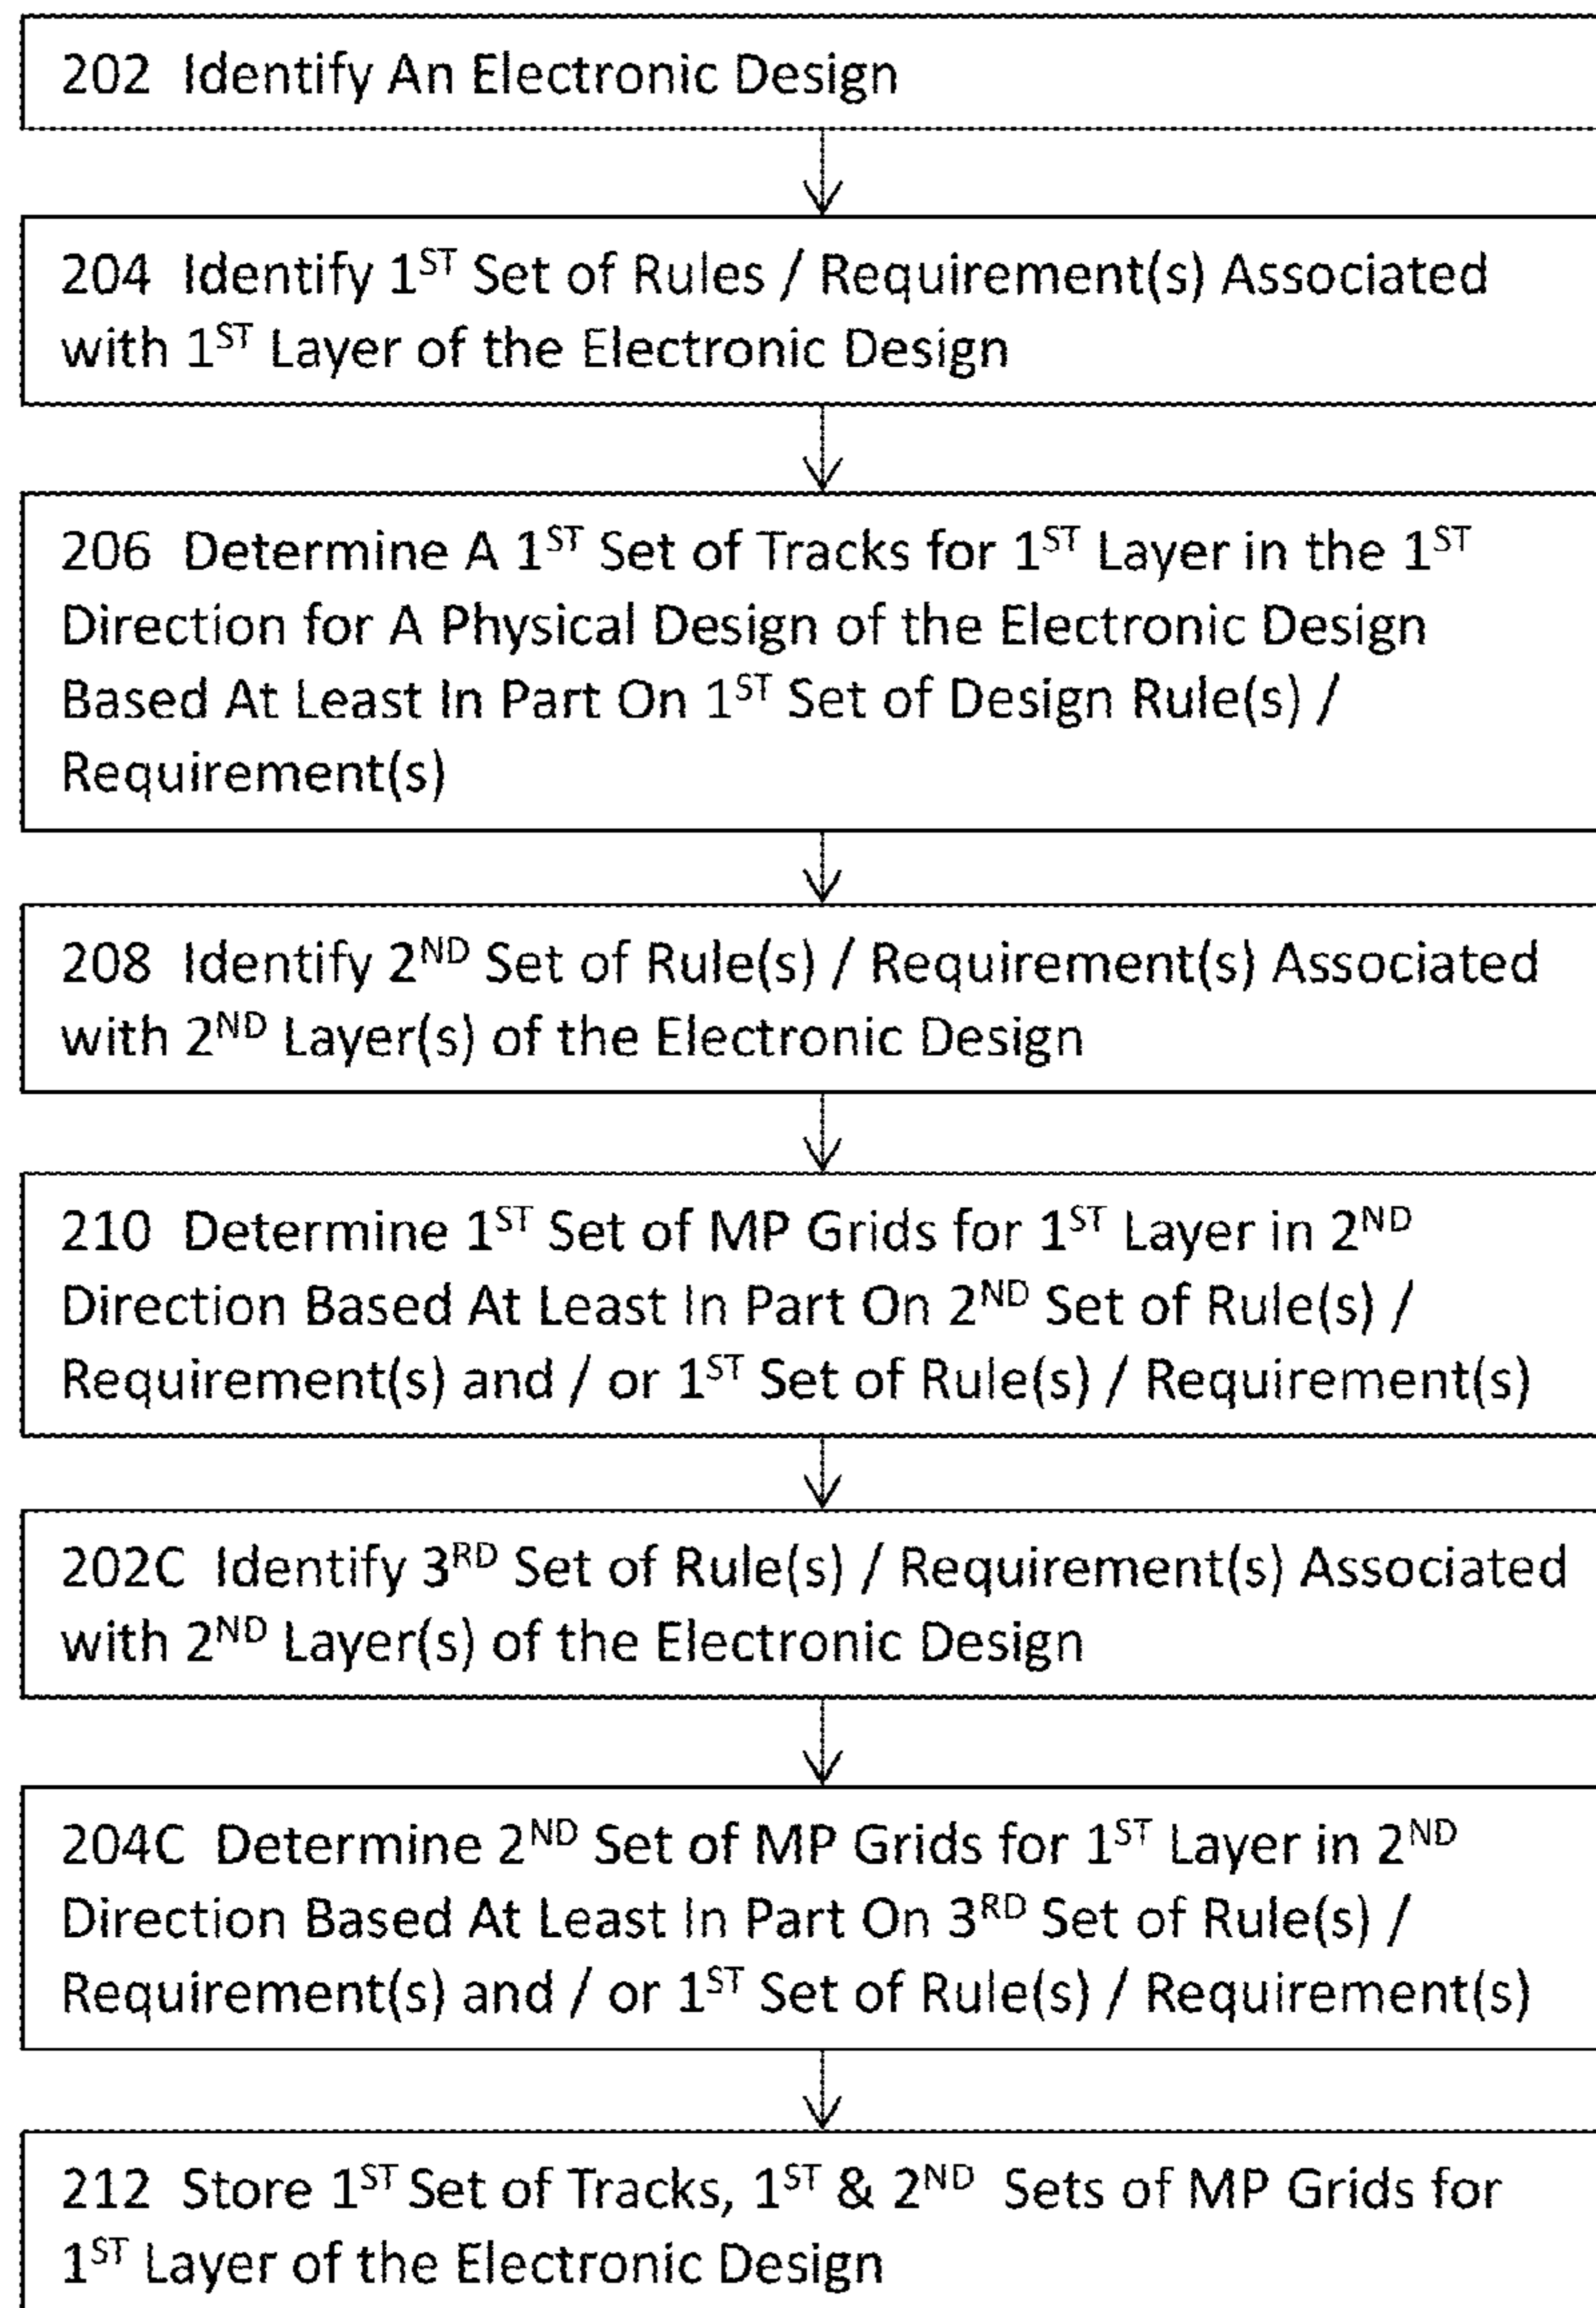 202 Identify An Electronic Design
204 Identify 1ST Set of Rules / Requirement(s) Associated
with 1ST Layer of the Electronic Design
206 Determine A 1ST Set of Tracks for 1ST Layer in the 1ST
Direction for A Physical Design of the Electronic Design
Based At Least In Part On 1ST Set of Design Rule(s) /
Requirement(s)
208 Identify 2ND Set of Rule(s) / Requirement(s) Associated
with 2ND Layer(s) of the Electronic Design
210 Determine 1ST Set of MP Grids for 1ST Layer in 2ND
Direction Based At Least In Part On 2ND Set of Rule(s) /
Requirement(s) and / or 1ST Set of Rule(s) / Requirement(s)
202C Identify 3RD Set of Rule(s) / Requirement(s) Associated
with 2ND Layer(s) of the Electronic Design
204C Determine 2ND Set of MP Grids for 1ST Layer in 2ND
Direction Based At Least In Part On 3RD Set of Rule(s) /
Requirement(s) and / or 1ST Set of Rule(s) / Requirement(s)
212 Store 1ST Set of Tracks, 1ST & 2ND Sets of MP Grids for
1ST Layer of the Electronic Design